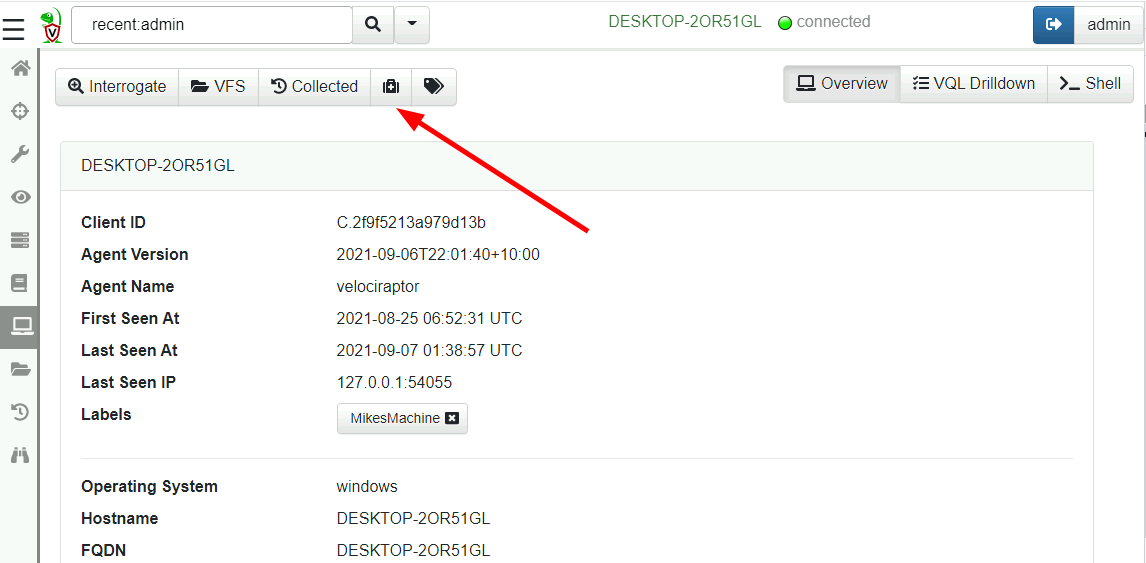 recent:admin DESKTOP-2OR51GL connected admin
Interrogate VFS Collected Overview VQL Drilldown Shell
DESKTOP-2OR51GL
Client ID C.2f9f5213a979d13b
Agent Version 2021-09-06T22:01:40+10:00
Agent Name velociraptor
First Seen At 2021-08-25 06:52:31 UTC
Last Seen At 2021-09-07 01:38:57 UTC
Last Seen IP 127.0.0.1:54055
Labels MikesMachine
Operating System windows
Hostname DESKTOP-2OR51GL
FQDN DESKTOP-2OR51GL